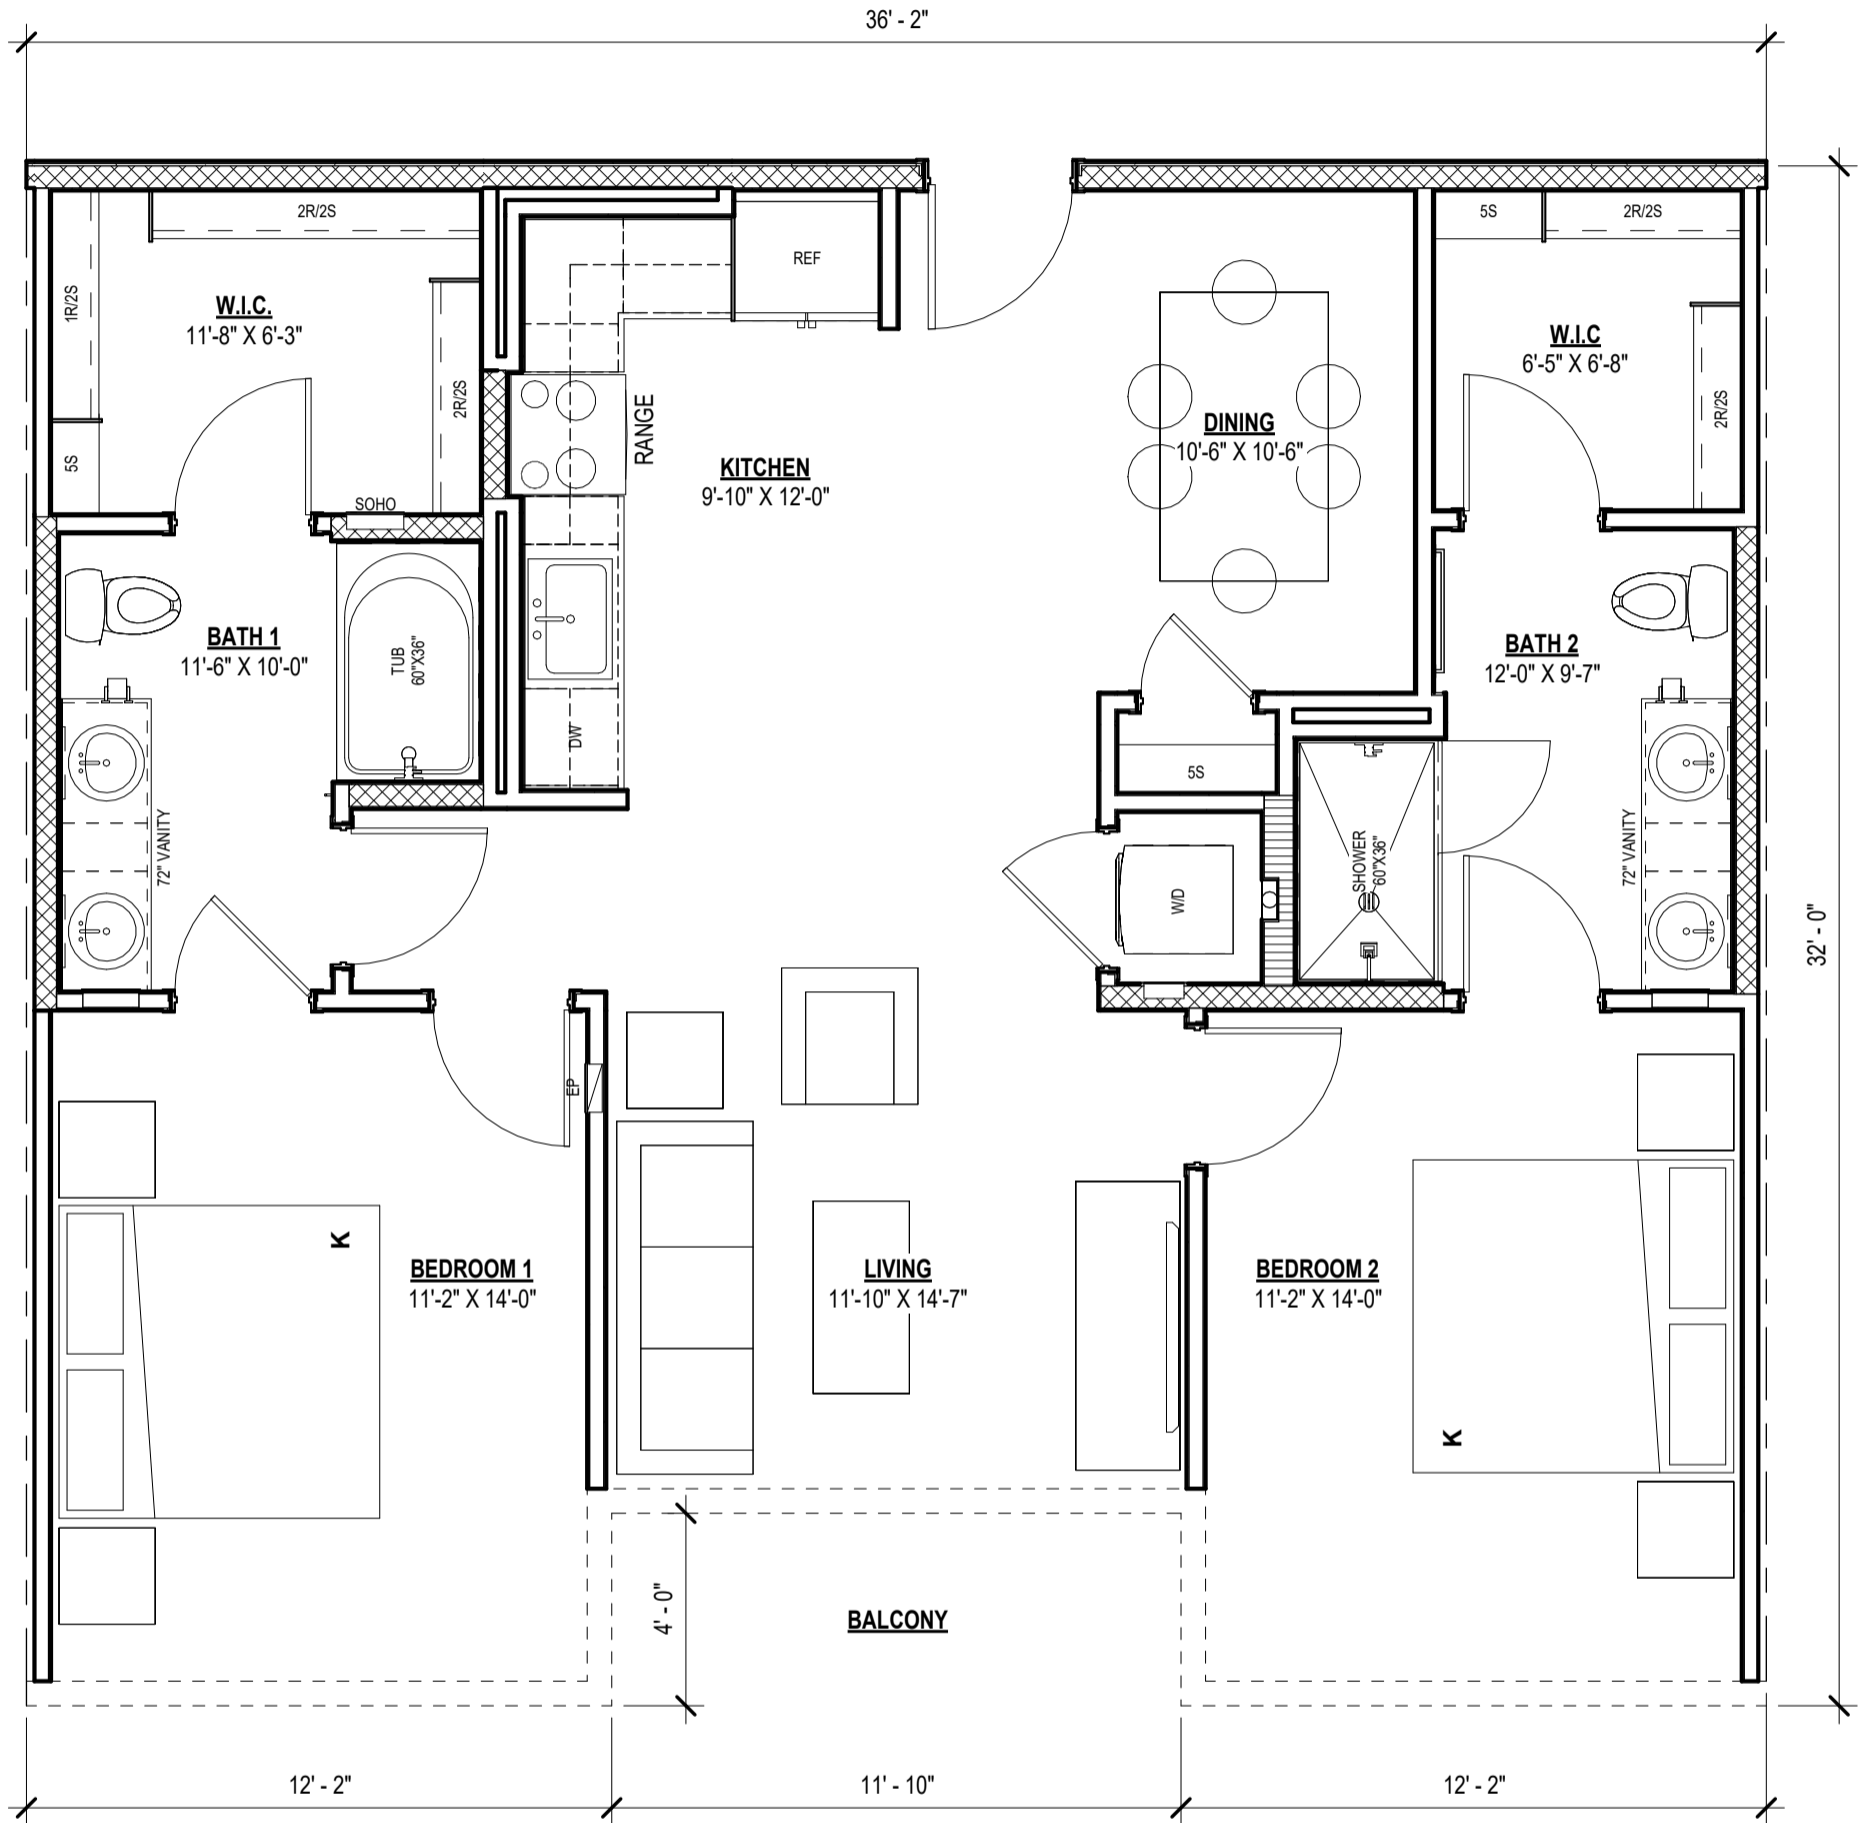 36' - 2"
2R/2S
5S
2R/2S
REF
1R/2S
W.I.C.
11'-8" X 6'-3"
W.I.C
6'-5" X 6'-8"
2R/2S
RANGE
DINING
10'-6" X 10'-6"
2R/2S
5S
KITCHEN
9'-10" X 12'-0"
SOHO
BATH 1
11'-6" X 10'-0"
TUB
60"X36"
BATH 2
12'-0" X 9'-7"
DW
5S
72" VANITY
W/D
SHOWER
60"X36"
72" VANITY
32' - 0"
EP
K
BEDROOM 1
11'-2" X 14'-0"
LIVING
11'-10" X 14'-7"
BEDROOM 2
11'-2" X 14'-0"
K
4' - 0"
BALCONY
12' - 2"
11' - 10"
12' - 2"